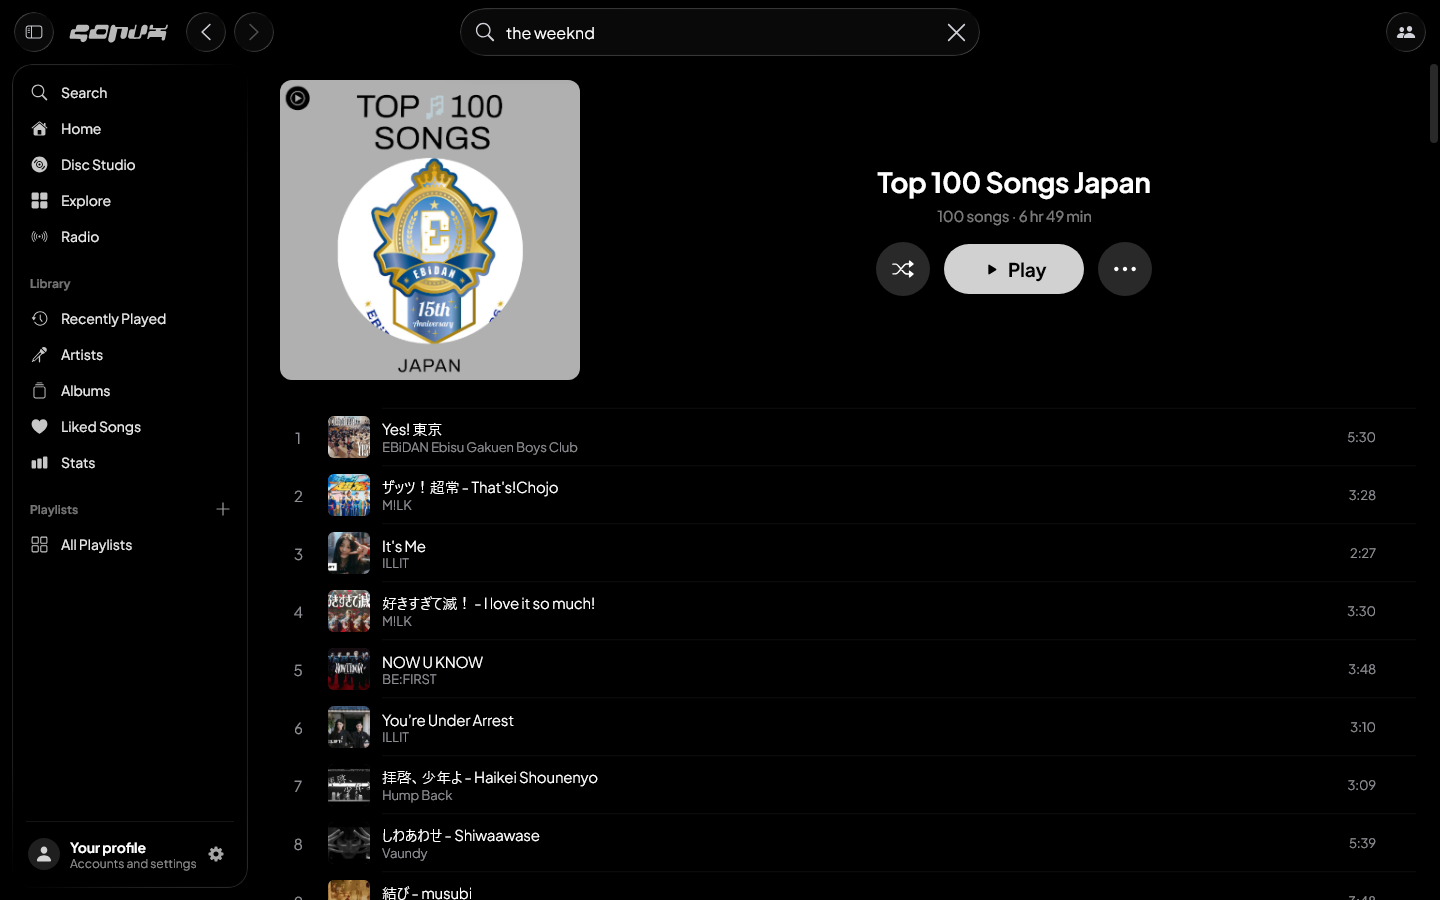 the weeknd
Search
Home
Disc Studio
Explore
Radio
Library
Recently Played
Artists
Albums
Liked Songs
Stats
Playlists
All Playlists
Your profile
Accounts and settings
TOP 🎵 100
SONGS
E
EBiDAN
15th
Anniversary
JAPAN
Top 100 Songs Japan
100 songs · 6 hr 49 min
Play
1
Yes! 東京
EBiDAN Ebisu Gakuen Boys Club
5:30
2
ザッツ！超常 - That's!Chojo
M!LK
3:28
3
It's Me
ILLIT
2:27
4
好きすぎて滅！ - I love it so much!
M!LK
3:30
5
NOW U KNOW
BE:FIRST
3:48
6
You're Under Arrest
ILLIT
3:10
7
拝啓、少年よ - Haikei Shounenyo
Hump Back
3:09
8
しわあわせ - Shiwaawase
Vaundy
5:39
結び - musubi